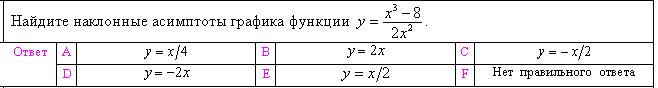 Найдите наклонные асимптоты графика функции y = (x³ − 8)/(2x²).
Ответ A y = x/4 B y = 2x C y = − x/2
D y = −2x E y = x/2 F Нет правильного ответа